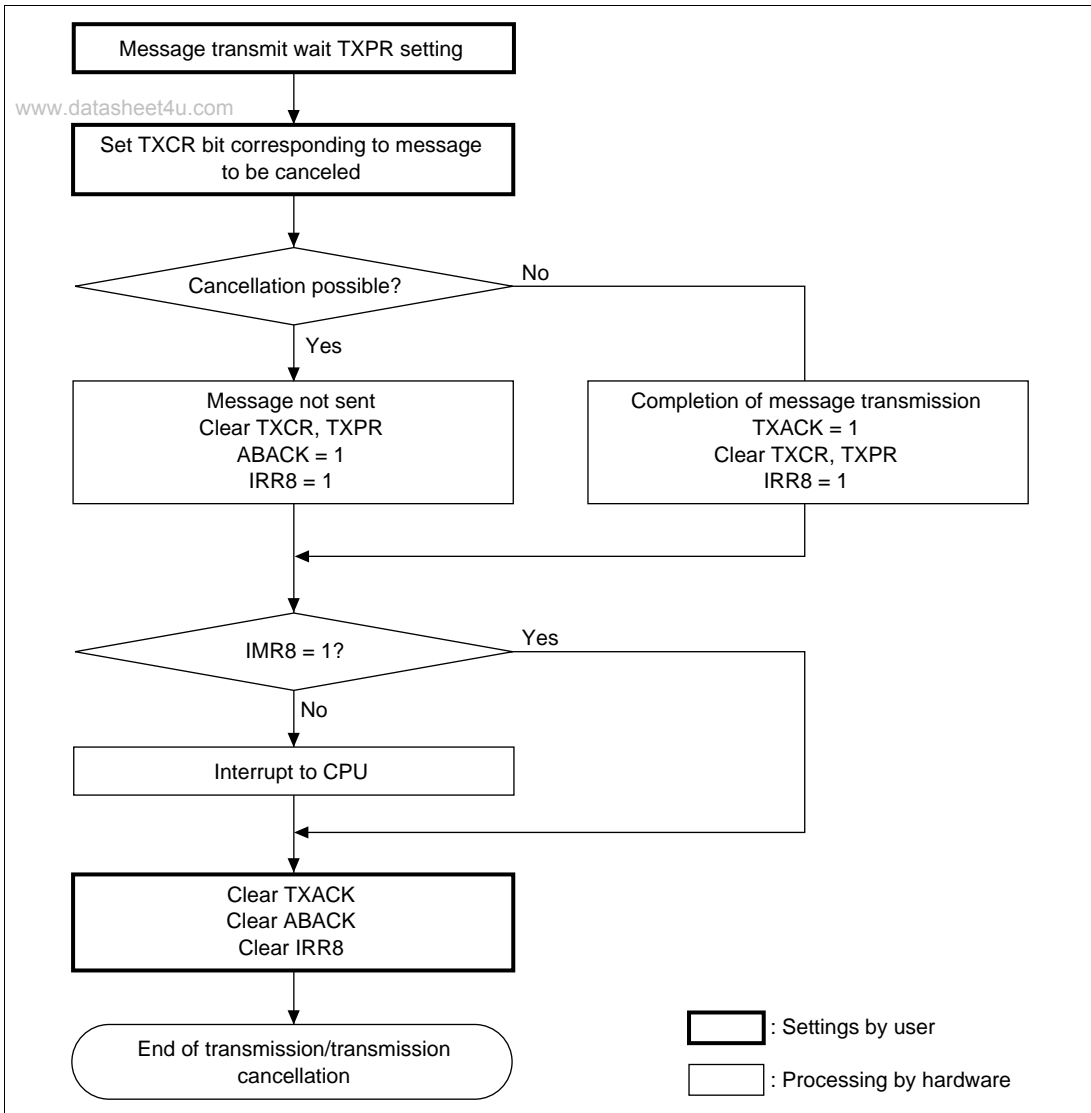 Message transmit wait TXPR setting
www.datasheet4u.com
Set TXCR bit corresponding to message
to be canceled
Cancellation possible?
No
Yes
Message not sent
Clear TXCR, TXPR
ABACK = 1
IRR8 = 1
Completion of message transmission
TXACK = 1
Clear TXCR, TXPR
IRR8 = 1
IMR8 = 1?
Yes
No
Interrupt to CPU
Clear TXACK
Clear ABACK
Clear IRR8
End of transmission/transmission
cancellation
: Settings by user
: Processing by hardware